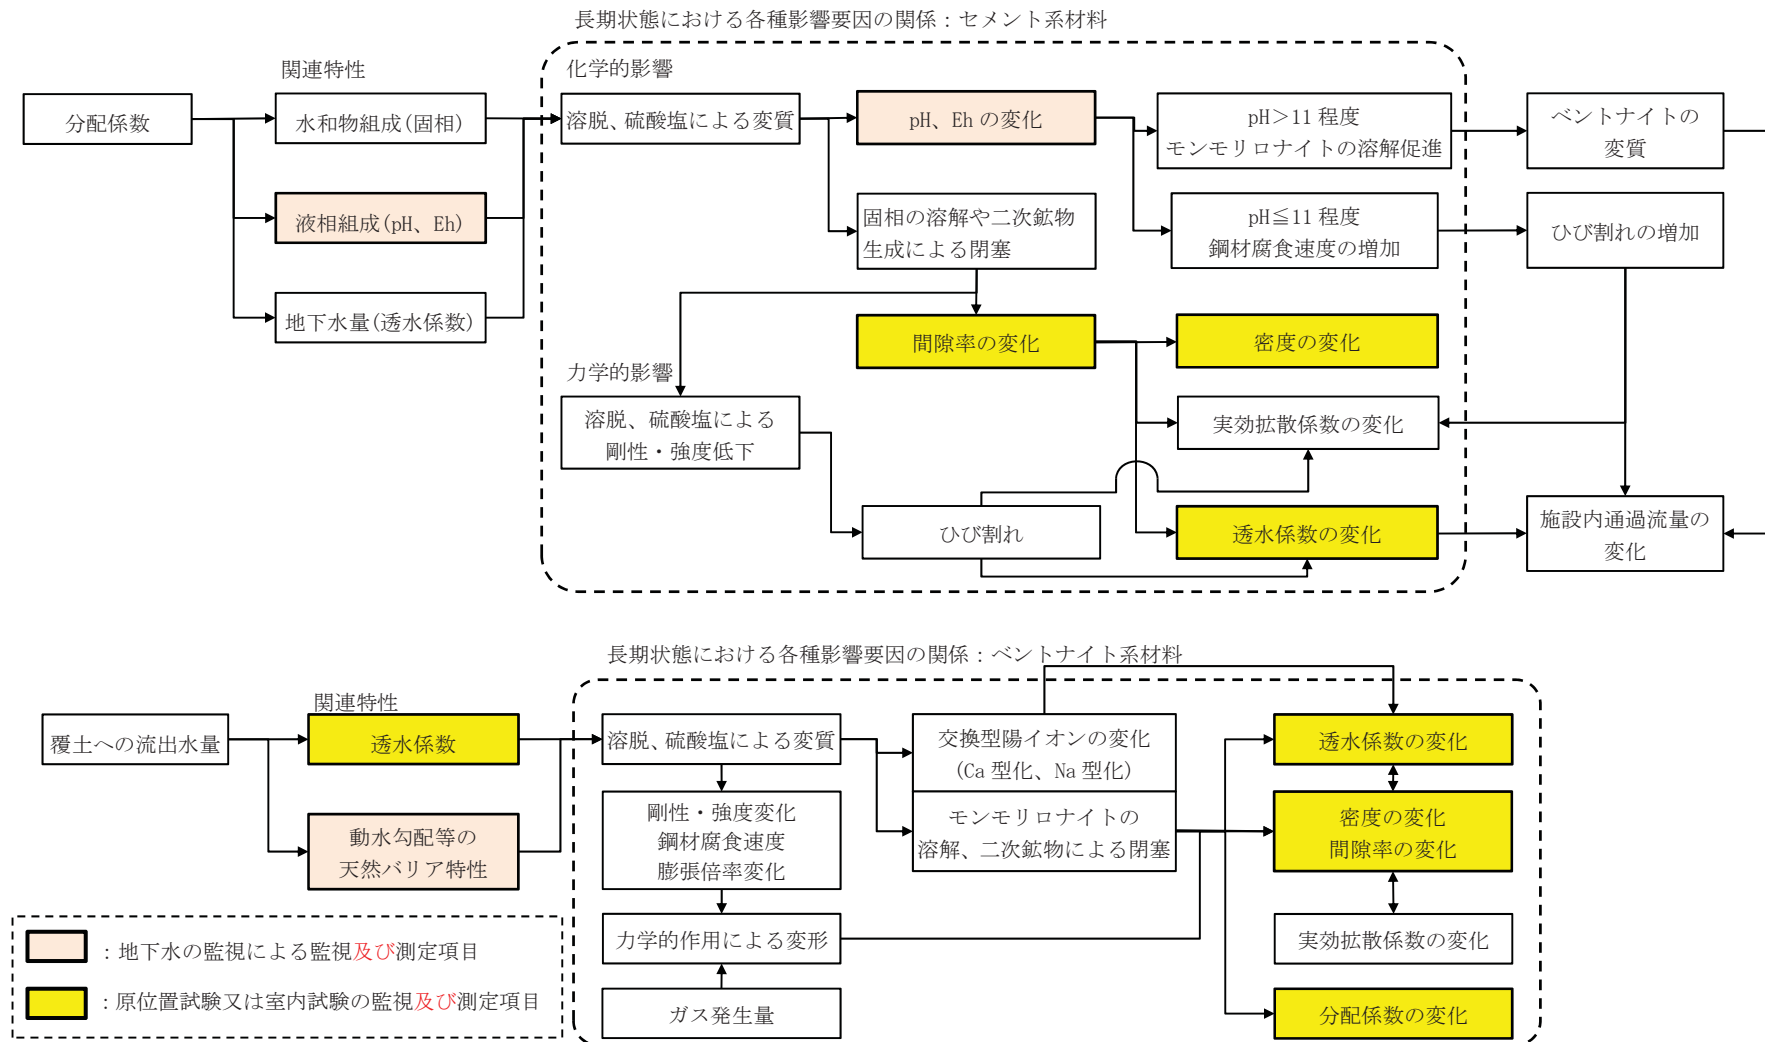 長期状態における各種影響要因の関係：セメント系材料
関連特性
化学的影響
分配係数
水和物組成(固相)
液相組成(pH、Eh)
地下水量(透水係数)
溶脱、硫酸塩による変質
pH、Eh の変化
pH＞11 程度
モンモリロナイトの溶解促進
ベントナイトの
変質
固相の溶解や二次鉱物
生成による閉塞
pH≦11 程度
鋼材腐食速度の増加
ひび割れの増加
間隙率の変化
密度の変化
力学的影響
溶脱、硫酸塩による
剛性・強度低下
実効拡散係数の変化
ひび割れ
透水係数の変化
施設内通過流量の
変化
長期状態における各種影響要因の関係：ベントナイト系材料
関連特性
覆土への流出水量
透水係数
動水勾配等の
天然バリア特性
溶脱、硫酸塩による変質
交換型陽イオンの変化
(Ca 型化、Na 型化)
透水係数の変化
剛性・強度変化
鋼材腐食速度
膨張倍率変化
モンモリロナイトの
溶解、二次鉱物による閉塞
密度の変化
間隙率の変化
力学的作用による変形
実効拡散係数の変化
ガス発生量
分配係数の変化
：地下水の監視による監視及び測定項目
：原位置試験又は室内試験の監視及び測定項目